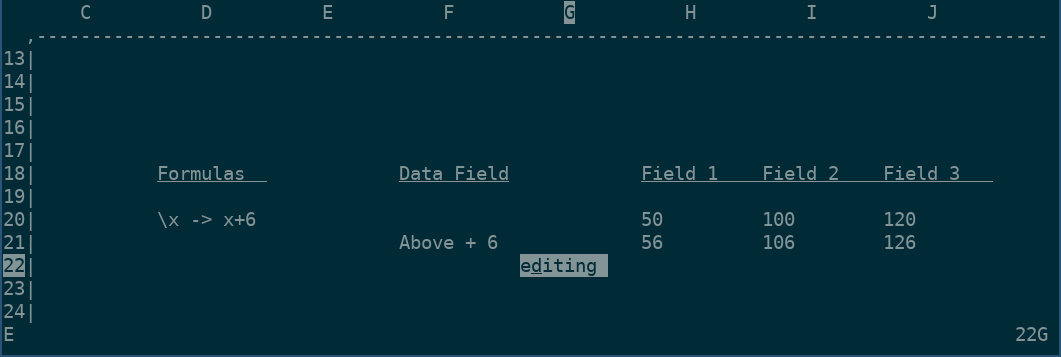 C D E F G H I J
,------------------------------------------------------------------------------------
13|
14|
15|
16|
17|
18| Formulas Data Field Field 1 Field 2 Field 3
19|
20| \x -> x+6 50 100 120
21| Above + 6 56 106 126
22| editing
23|
24|
E 22G